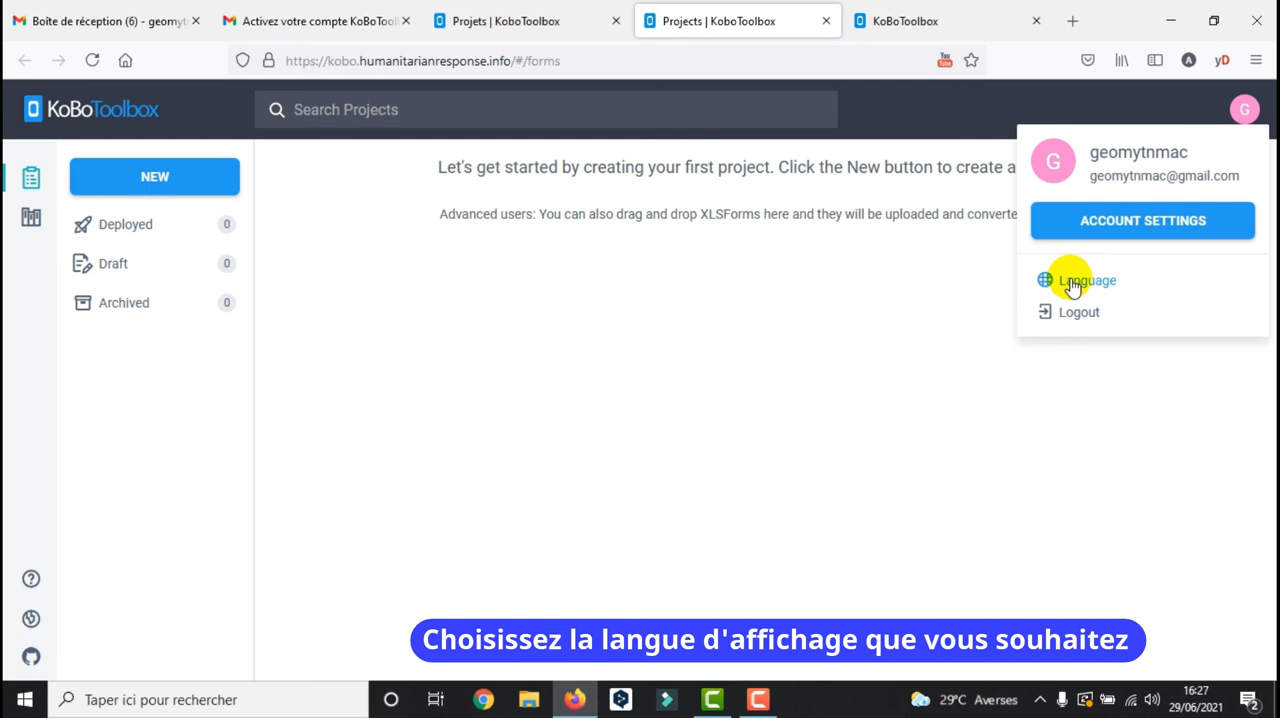 Boîte de réception (6) - geomyt
Activez votre compte KoBoTool
Projets | KoboToolbox
Projects | KoboToolbox
KoBoToolbox
https://kobo.humanitarianresponse.info/#/forms
You Tube
A
yD
KoBoToolbox
Search Projects
G
NEW
Deployed 0
Draft 0
Archived 0
Let's get started by creating your first project. Click the New button to create a
Advanced users: You can also drag and drop XLSForms here and they will be uploaded and converte
G
geomytnmac
geomytnmac@gmail.com
ACCOUNT SETTINGS
Language
Logout
Choisissez la langue d'affichage que vous souhaitez
Taper ici pour rechercher
29°C Averses
16:27
29/06/2021
2